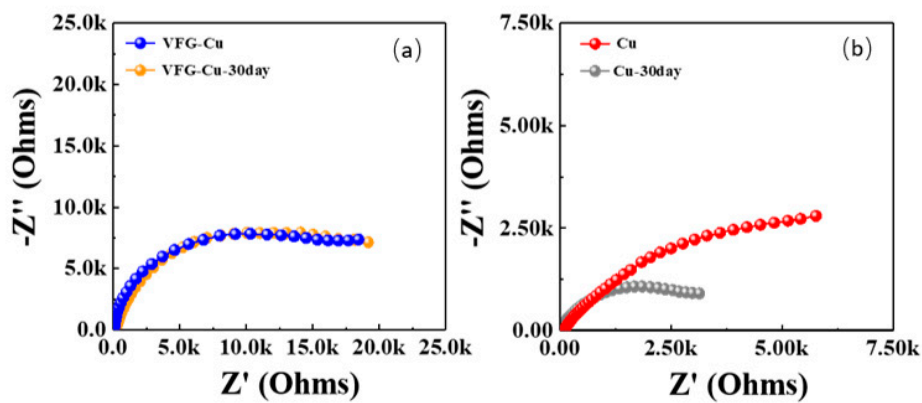 25.0k
20.0k
15.0k
10.0k
5.0k
0.0
0.0
5.0k
10.0k
15.0k
20.0k
25.0k
-Z'' (Ohms)
Z' (Ohms)
VFG-Cu
VFG-Cu-30day
(a)
7.50k
5.00k
2.50k
0.00
0.00
2.50k
5.00k
7.50k
-Z'' (Ohms)
Z' (Ohms)
Cu
Cu-30day
(b)